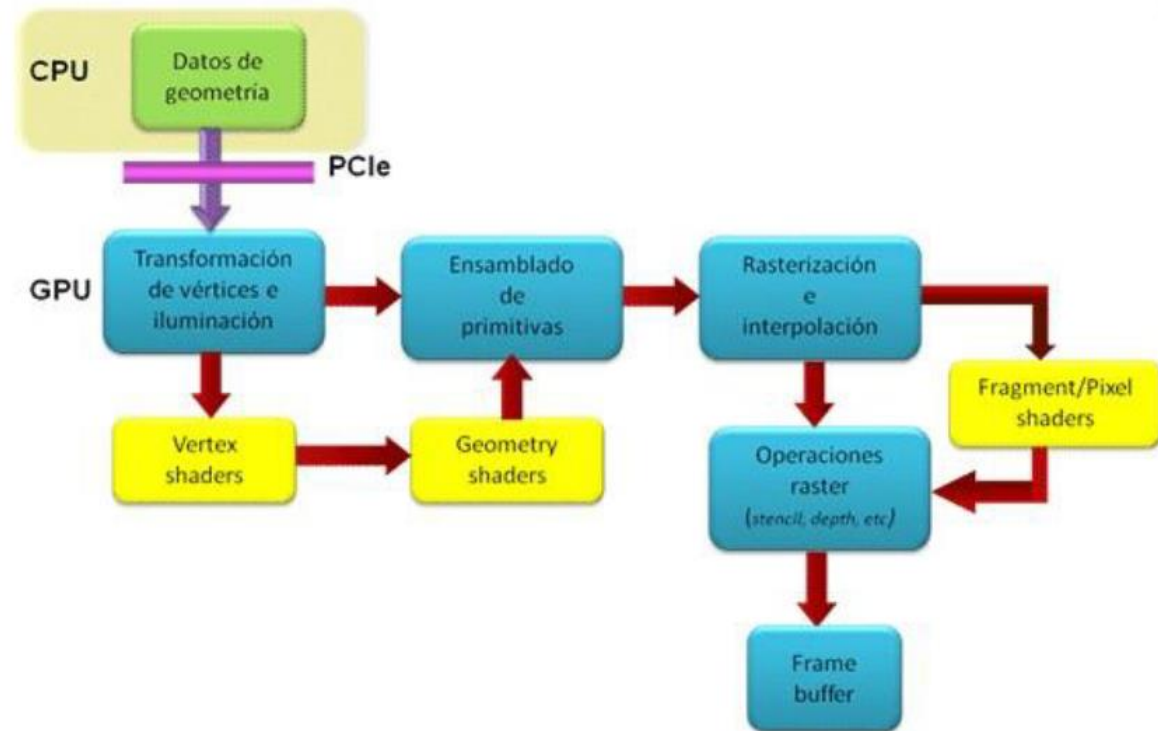 CPU
Datos de
geometría
PCIe
GPU
Transformación
de vértices e
iluminación
Ensamblado
de
primitivas
Rasterización
e
interpolación
Vertex
shaders
Geometry
shaders
Fragment/Pixel
shaders
Operaciones
raster
(stencil, depth, etc)
Frame
buffer